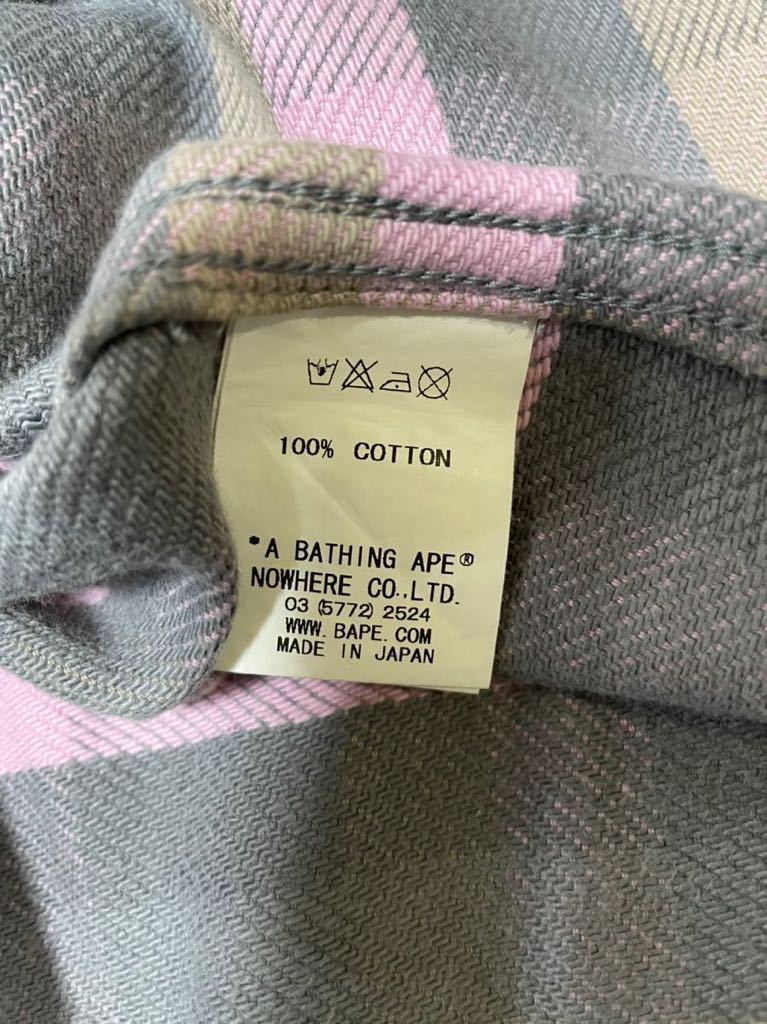 100% COTTON
*A BATHING APE®
NOWHERE CO.,LTD.
03 (5772) 2524
WWW. BAPE. COM
MADE IN JAPAN